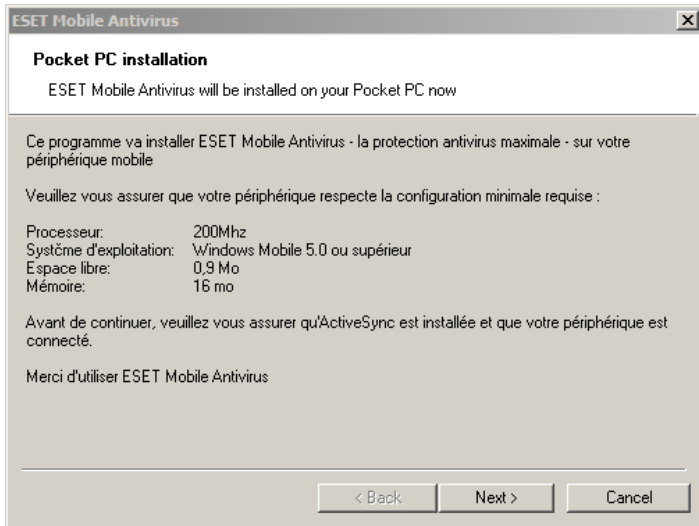 ESET Mobile Antivirus
Pocket PC installation
ESET Mobile Antivirus will be installed on your Pocket PC now
Ce programme va installer ESET Mobile Antivirus - la protection antivirus maximale - sur votre
périphérique mobile
Veuillez vous assurer que votre périphérique respecte la configuration minimale requise :
Processeur: 200Mhz
Systčme d'exploitation: Windows Mobile 5.0 ou supérieur
Espace libre: 0,9 Mo
Mémoire: 16 mo
Avant de continuer, veuillez vous assurer qu'ActiveSync est installée et que votre périphérique est
connecté.
Merci d'utiliser ESET Mobile Antivirus
< Back Next > Cancel